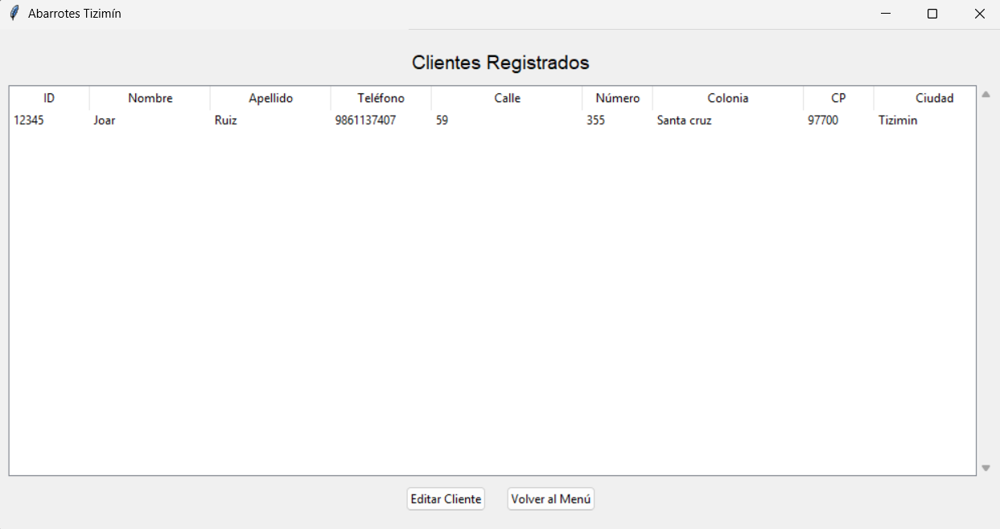 Abarrotes Tizimín
Clientes Registrados
ID Nombre Apellido Teléfono Calle Número Colonia CP Ciudad
12345 Joar Ruiz 9861137407 59 355 Santa cruz 97700 Tizimin
Editar Cliente Volver al Menú